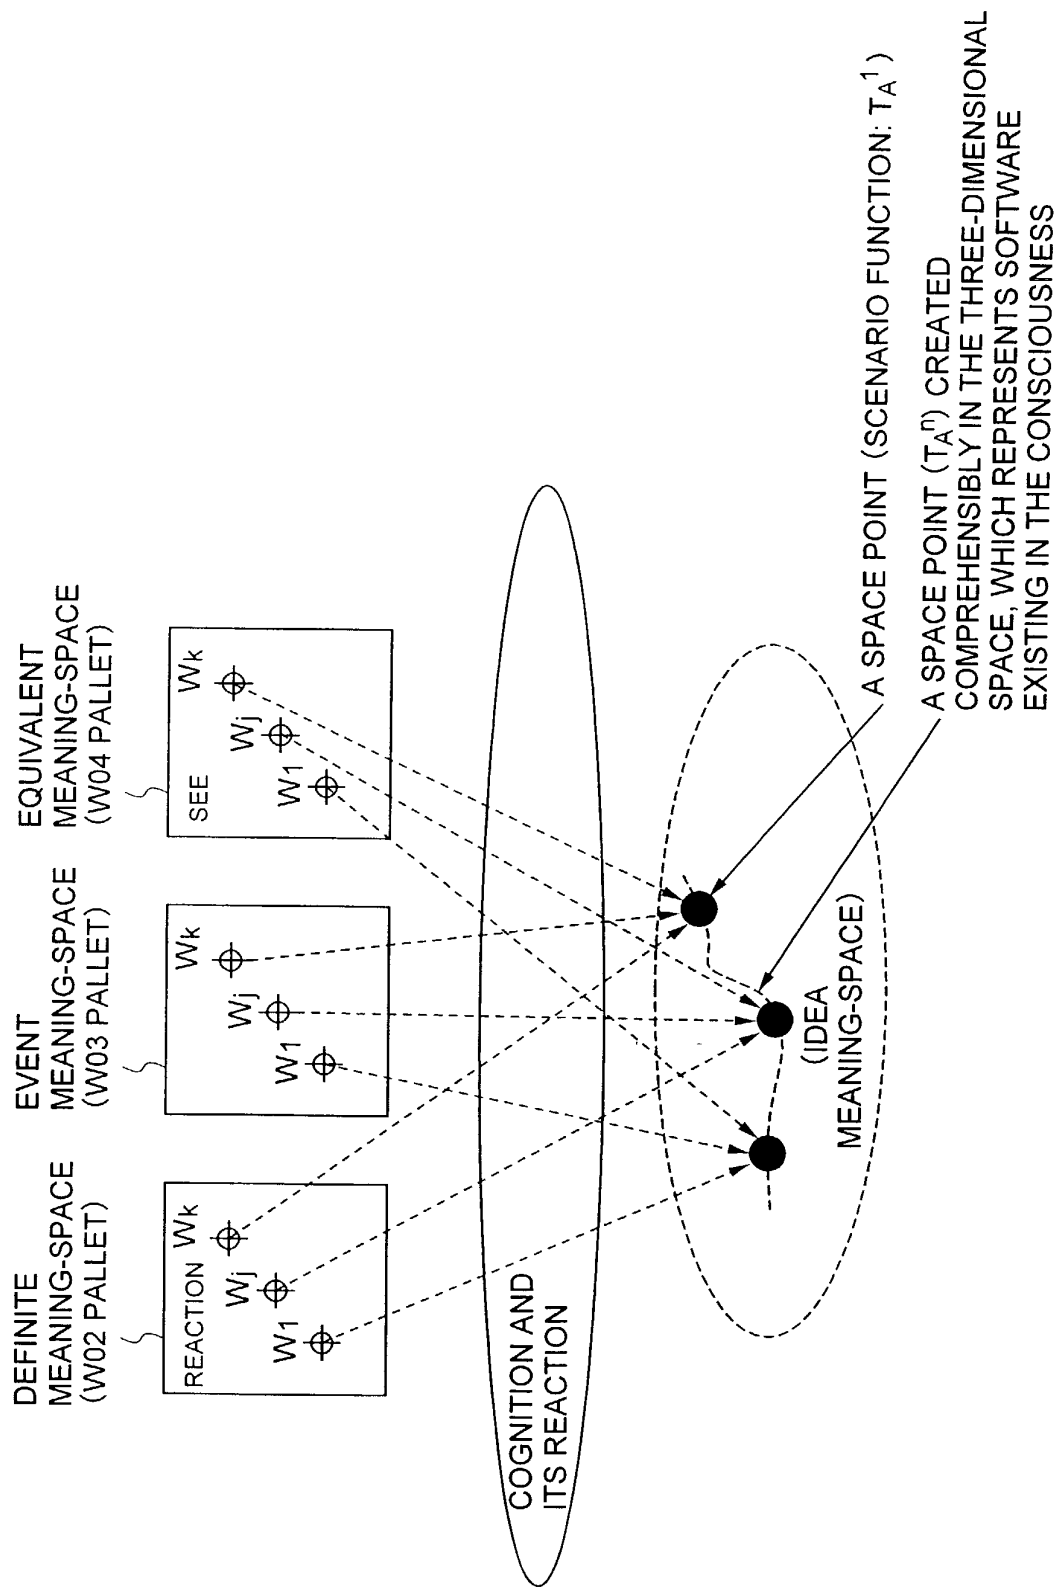 DEFINITE
MEANING-SPACE
(W02 PALLET)
EVENT
MEANING-SPACE
(W03 PALLET)
EQUIVALENT
MEANING-SPACE
(W04 PALLET)
REACTION
W1
Wj
Wk
W1
Wj
Wk
SEE
W1
Wj
Wk
COGNITION AND
ITS REACTION
(IDEA
MEANING-SPACE)
A SPACE POINT (SCENARIO FUNCTION: TA1)
A SPACE POINT (TAn) CREATED
COMPREHENSIBLY IN THE THREE-DIMENSIONAL
SPACE, WHICH REPRESENTS SOFTWARE
EXISTING IN THE CONSCIOUSNESS